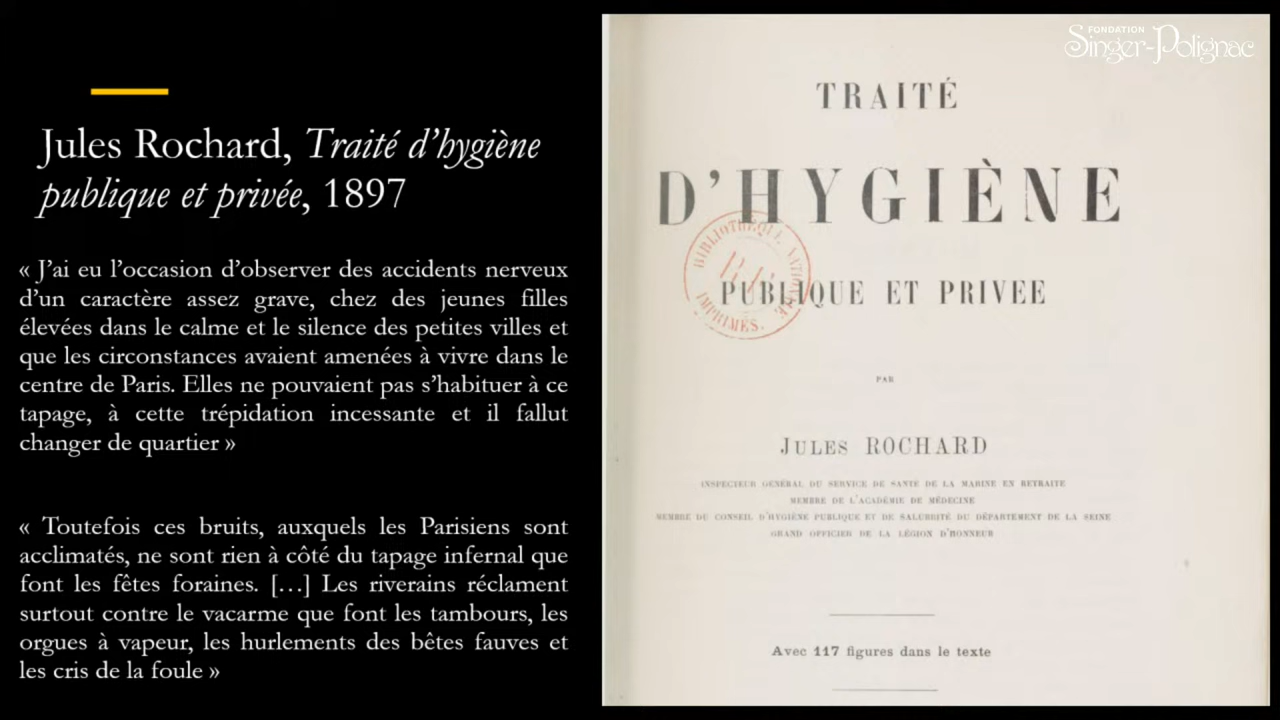 Jules Rochard, Traité d’hygiène
publique et privée, 1897
« J’ai eu l’occasion d’observer des accidents nerveux
d’un caractère assez grave, chez des jeunes filles
élevées dans le calme et le silence des petites villes et
que les circonstances avaient amenées à vivre dans le
centre de Paris. Elles ne pouvaient pas s’habituer à ce
tapage, à cette trépidation incessante et il fallut
changer de quartier »
« Toutefois ces bruits, auxquels les Parisiens sont
acclimatés, ne sont rien à côté du tapage infernal que
font les fêtes foraines. […] Les riverains réclament
surtout contre le vacarme que font les tambours, les
orgues à vapeur, les hurlements des bêtes fauves et
les cris de la foule »
FONDATION
Singer-Polignac
TRAITÉ
D’HYGIÈNE
BIBLIOTHÈQUE NATIONALE
IMPRIMÉS.
PUBLIQUE ET PRIVEE
PAR
JULES ROCHARD
INSPECTEUR GÉNÉRAL DU SERVICE DE SANTÉ DE LA MARINE EN RETRAITE
MEMBRE DE L’ACADÉMIE DE MÉDECINE
MEMBRE DU CONSEIL D’HYGIÈNE PUBLIQUE ET DE SALUBRITÉ DU DÉPARTEMENT DE LA SEINE
GRAND OFFICIER DE LA LÉGION D’HONNEUR
Avec 117 figures dans le texte